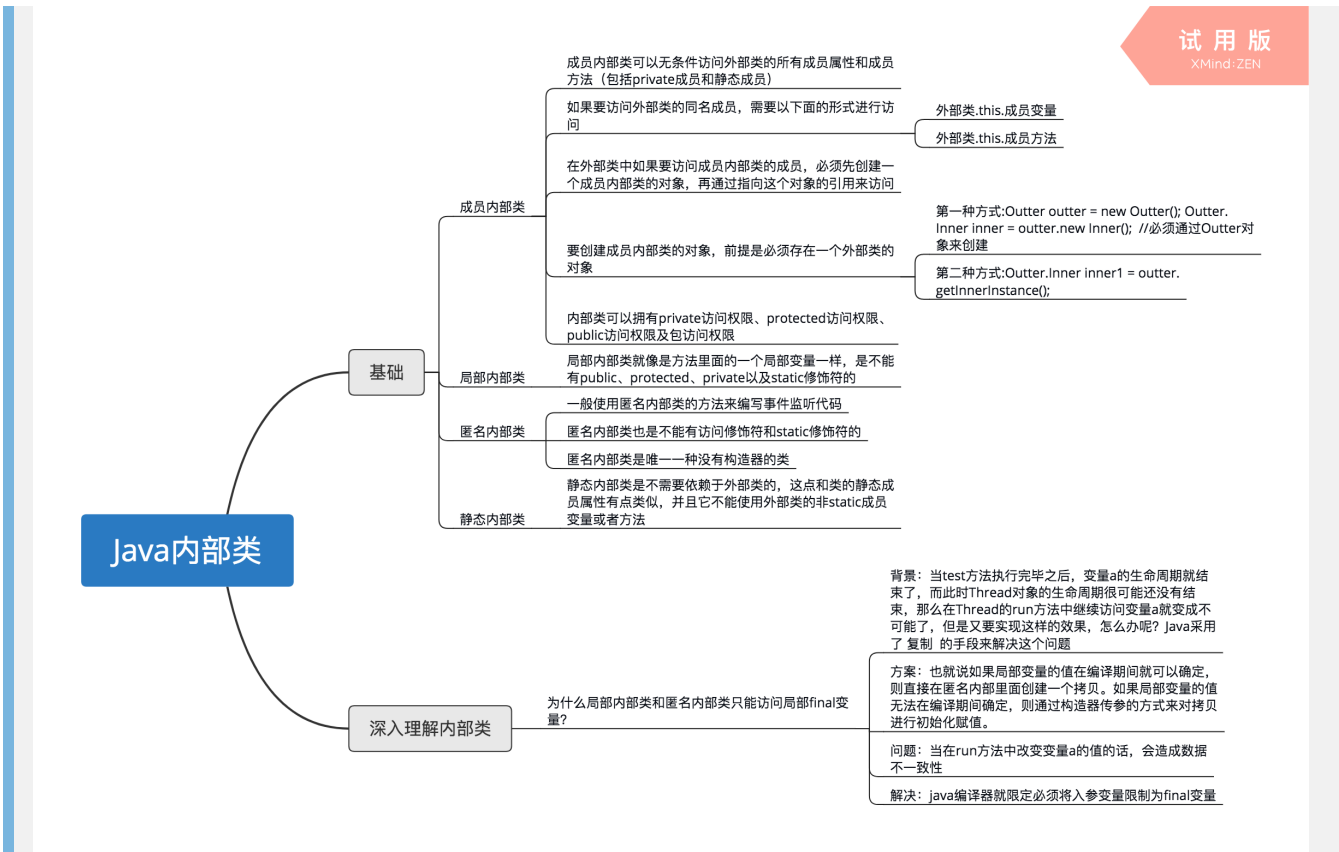 试用版
XMind:ZEN
Java内部类
基础
成员内部类
成员内部类可以无条件访问外部类的所有成员属性和成员
方法（包括private成员和静态成员）
如果要访问外部类的同名成员，需要以下面的形式进行访
问
外部类.this.成员变量
外部类.this.成员方法
在外部类中如果要访问成员内部类的成员，必须先创建一
个成员内部类的对象，再通过指向这个对象的引用来访问
要创建成员内部类的对象，前提是必须存在一个外部类的
对象
第一种方式:Outter outter = new Outter(); Outter.
Inner inner = outter.new Inner(); //必须通过Outter对
象来创建
第二种方式:Outter.Inner inner1 = outter.
getInnerInstance();
内部类可以拥有private访问权限、protected访问权限、
public访问权限及包访问权限
局部内部类
局部内部类就像是方法里面的一个局部变量一样，是不能
有public、protected、private以及static修饰符的
匿名内部类
一般使用匿名内部类的方法来编写事件监听代码
匿名内部类也是不能有访问修饰符和static修饰符的
匿名内部类是唯一一种没有构造器的类
静态内部类
静态内部类是不需要依赖于外部类的，这点和类的静态成
员属性有点类似，并且它不能使用外部类的非static成员
变量或者方法
深入理解内部类
为什么局部内部类和匿名内部类只能访问局部final变
量？
背景：当test方法执行完毕之后，变量a的生命周期就结
束了，而此时Thread对象的生命周期很可能还没有结
束，那么在Thread的run方法中继续访问变量a就变成不
可能了，但是又要实现这样的效果，怎么办呢？Java采用
了 复制 的手段来解决这个问题
方案：也就说如果局部变量的值在编译期间就可以确定，
则直接在匿名内部里面创建一个拷贝。如果局部变量的值
无法在编译期间确定，则通过构造器传参的方式来对拷贝
进行初始化赋值。
问题：当在run方法中改变变量a的值的话，会造成数据
不一致性
解决：java编译器就限定必须将入参变量限制为final变量